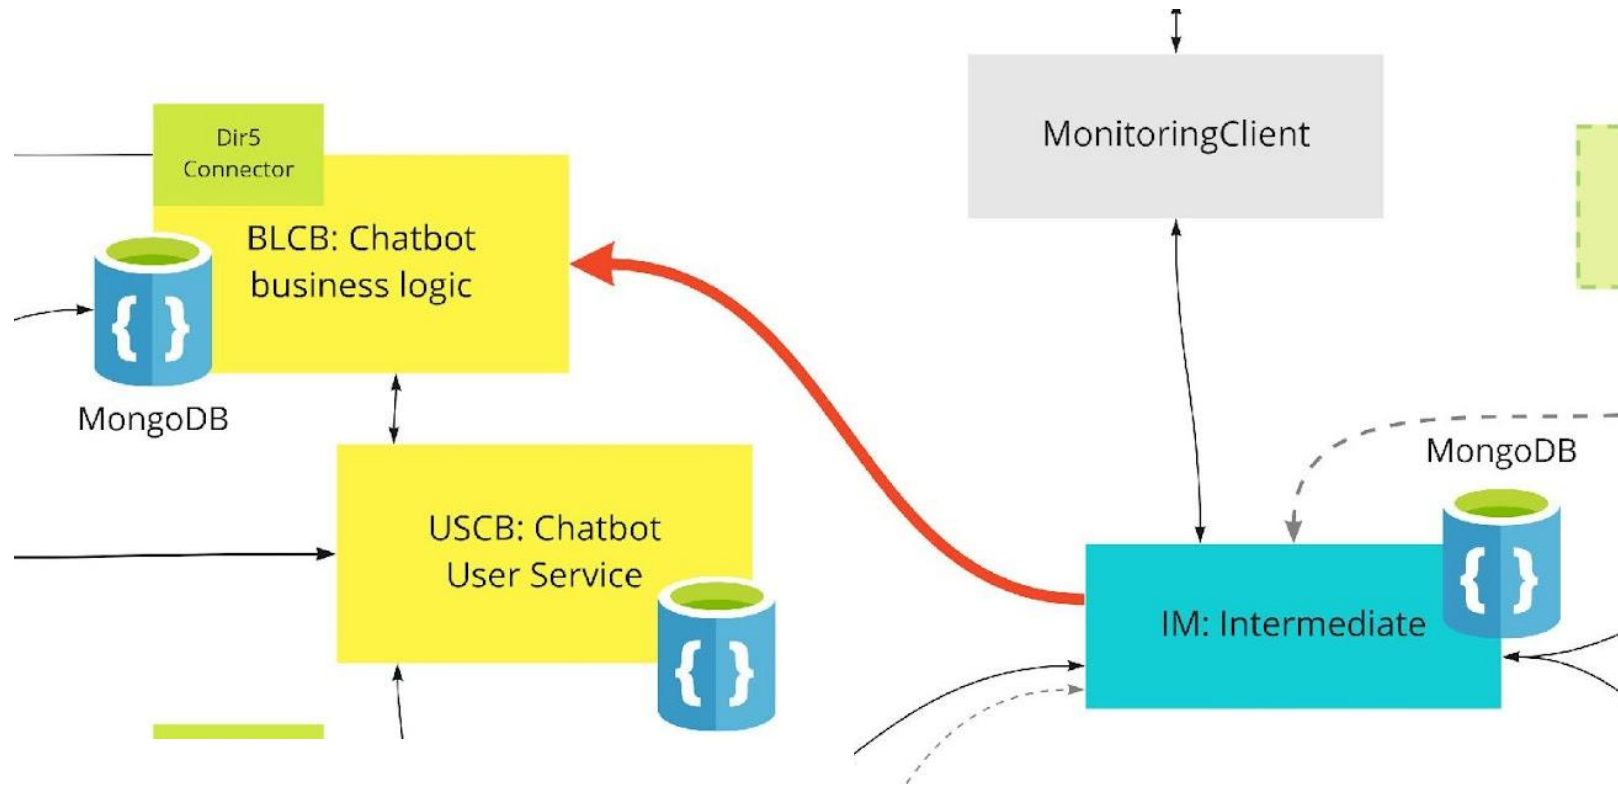 Dir5
Connector
BLCB: Chatbot
business logic
{ }
MongoDB
USCB: Chatbot
User Service
{ }
MonitoringClient
MongoDB
{ }
IM: Intermediate